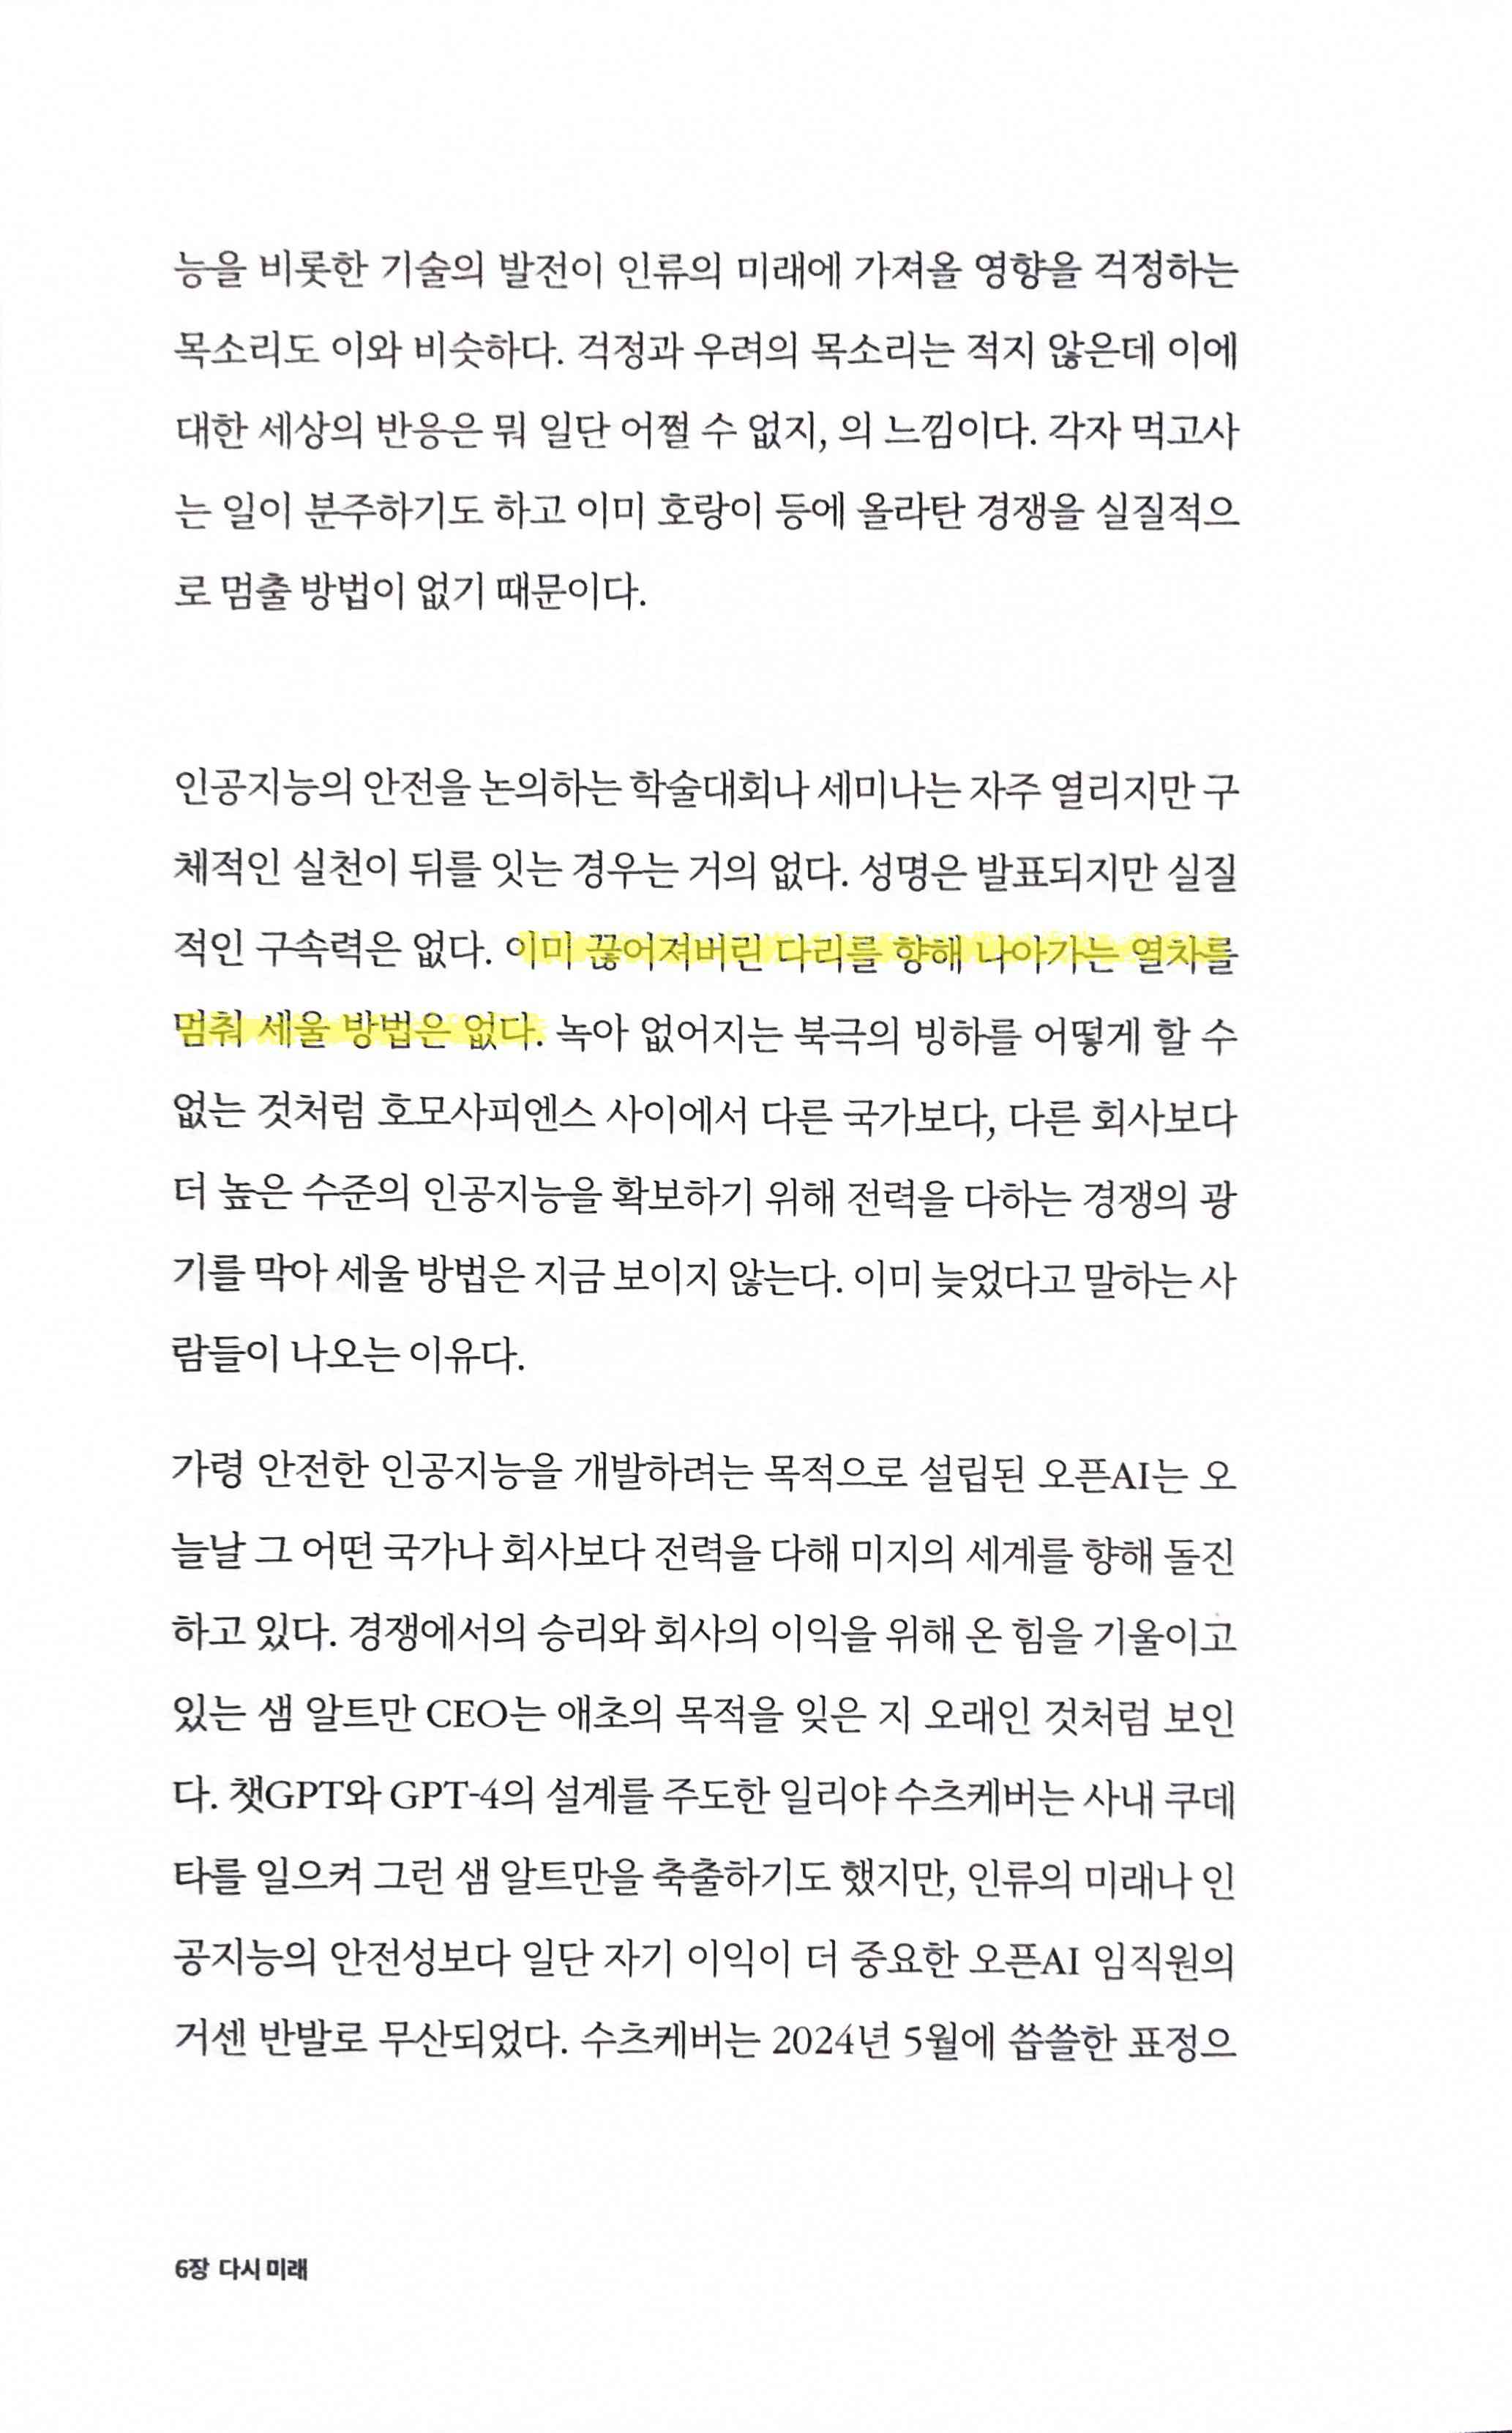 능을 비롯한 기술의 발전이 인류의 미래에 가져올 영향을 걱정하는
목소리도 이와 비슷하다. 걱정과 우려의 목소리는 적지 않은데 이에
대한 세상의 반응은 뭐 일단 어쩔 수 없지, 의 느낌이다. 각자 먹고사
는 일이 분주하기도 하고 이미 호랑이 등에 올라탄 경쟁을 실질적으
로 멈출 방법이 없기 때문이다.
인공지능의 안전을 논의하는 학술대회나 세미나는 자주 열리지만 구
체적인 실천이 뒤를 잇는 경우는 거의 없다. 성명은 발표되지만 실질
적인 구속력은 없다. 이미 끊어져버린 다리를 향해 나아가는 열차를
멈춰 세울 방법은 없다. 녹아 없어지는 북극의 빙하를 어떻게 할 수
없는 것처럼 호모사피엔스 사이에서 다른 국가보다, 다른 회사보다
더 높은 수준의 인공지능을 확보하기 위해 전력을 다하는 경쟁의 광
기를 막아 세울 방법은 지금 보이지 않는다. 이미 늦었다고 말하는 사
람들이 나오는 이유다.
가령 안전한 인공지능을 개발하려는 목적으로 설립된 오픈AI는 오
늘날 그 어떤 국가나 회사보다 전력을 다해 미지의 세계를 향해 돌진
하고 있다. 경쟁에서의 승리와 회사의 이익을 위해 온 힘을 기울이고
있는 샘 알트만 CEO는 애초의 목적을 잊은 지 오래인 것처럼 보인
다. 챗GPT와 GPT-4의 설계를 주도한 일리야 수츠케버는 사내 쿠데
타를 일으켜 그런 샘 알트만을 축출하기도 했지만, 인류의 미래나 인
공지능의 안전성보다 일단 자기 이익이 더 중요한 오픈AI 임직원의
거센 반발로 무산되었다. 수츠케버는 2024년 5월에 씁쓸한 표정으
6장 다시 미래